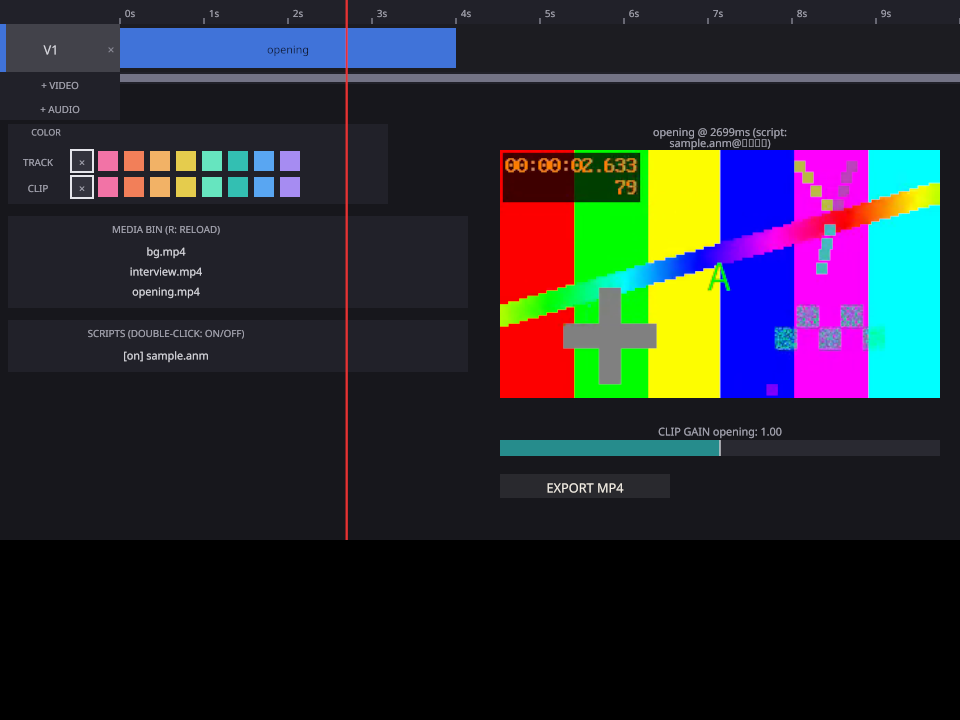 0s 1s 2s 3s 4s 5s 6s 7s 8s 9s
V1 ×
opening
+ VIDEO
+ AUDIO
COLOR
TRACK ×
CLIP ×
MEDIA BIN (R: RELOAD)
bg.mp4
interview.mp4
opening.mp4
SCRIPTS (DOUBLE-CLICK: ON/OFF)
[on] sample.anm
opening @ 2699ms (script:
sample.anm@▯▯▯▯)
00:00:02.633
79
A
CLIP GAIN opening: 1.00
EXPORT MP4